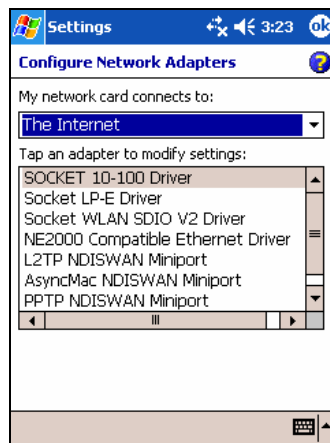 Settings 3:23 ok
Configure Network Adapters
My network card connects to:
The Internet
Tap an adapter to modify settings:
SOCKET 10-100 Driver
Socket LP-E Driver
Socket WLAN SDIO V2 Driver
NE2000 Compatible Ethernet Driver
L2TP NDISWAN Miniport
AsyncMac NDISWAN Miniport
PPTP NDISWAN Miniport